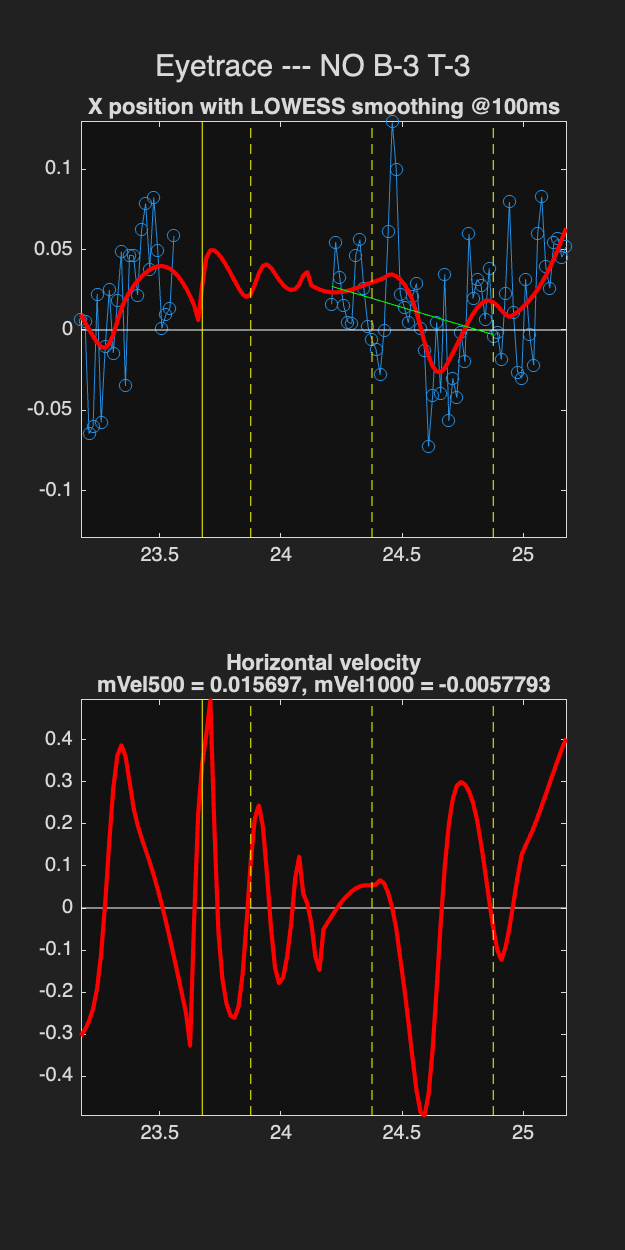 Eyetrace --- NO B-3 T-3
X position with LOWESS smoothing @100ms
0.1
0.05
0
-0.05
-0.1
23.5 24 24.5 25
Horizontal velocity
mVel500 = 0.015697, mVel1000 = -0.0057793
0.4
0.3
0.2
0.1
0
-0.1
-0.2
-0.3
-0.4
23.5 24 24.5 25